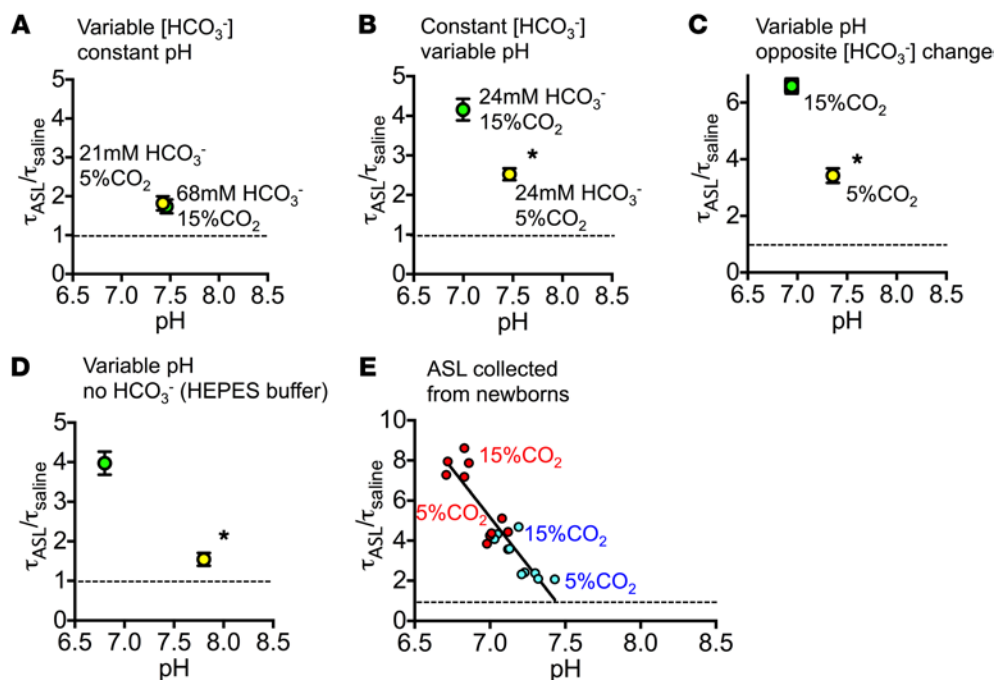 A
Variable [HCO₃⁻]
constant pH
τASL/τsaline
5
4
3
2
1
0
21mM HCO₃⁻
5%CO₂
68mM HCO₃⁻
15%CO₂
6.5 7.0 7.5 8.0 8.5
pH
B
Constant [HCO₃⁻]
variable pH
τASL/τsaline
5
4
3
2
1
0
24mM HCO₃⁻
15%CO₂
*
24mM HCO₃⁻
5%CO₂
6.5 7.0 7.5 8.0 8.5
pH
C
Variable pH
opposite [HCO₃⁻] change
τASL/τsaline
6
4
2
0
15%CO₂
*
5%CO₂
6.5 7.0 7.5 8.0 8.5
pH
D
Variable pH
no HCO₃⁻ (HEPES buffer)
τASL/τsaline
5
4
3
2
1
0
*
6.5 7.0 7.5 8.0 8.5
pH
E
ASL collected
from newborns
τASL/τsaline
10
8
6
4
2
0
15%CO₂
5%CO₂
15%CO₂
5%CO₂
6.5 7.0 7.5 8.0 8.5
pH